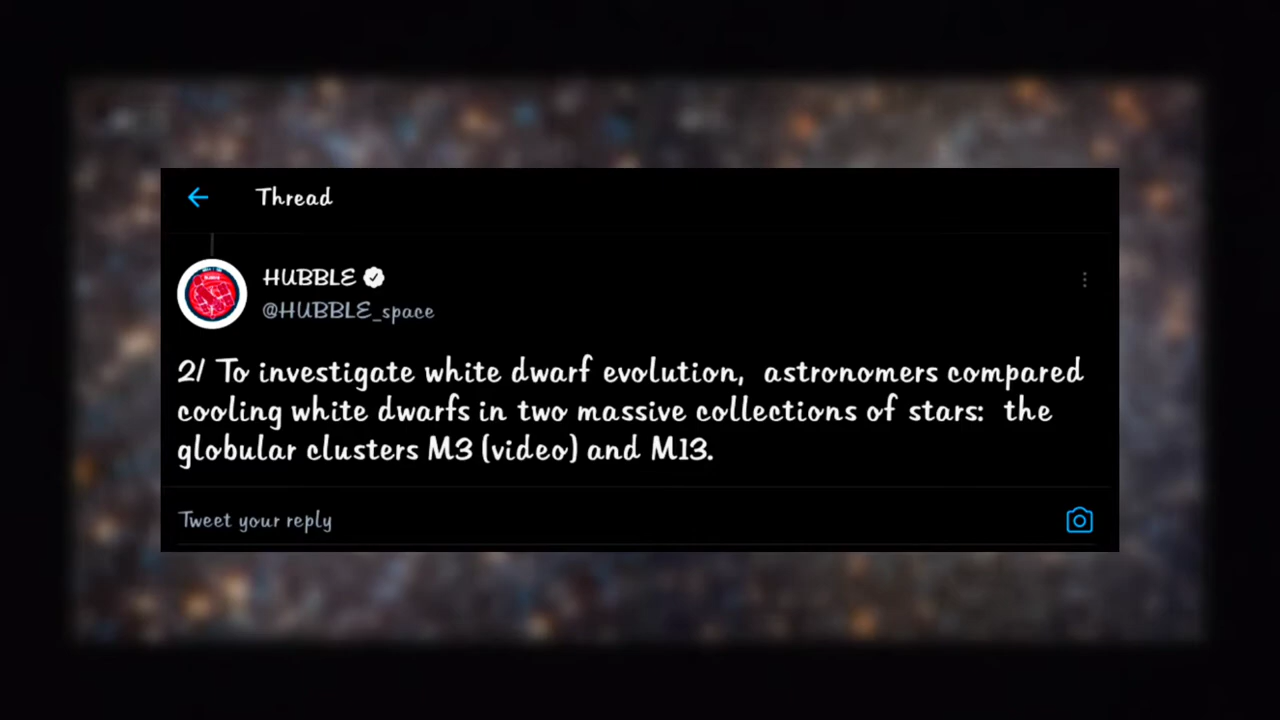 Thread
HUBBLE
@HUBBLE_space
2/ To investigate white dwarf evolution, astronomers compared
cooling white dwarfs in two massive collections of stars: the
globular clusters M3 (video) and M13.
Tweet your reply